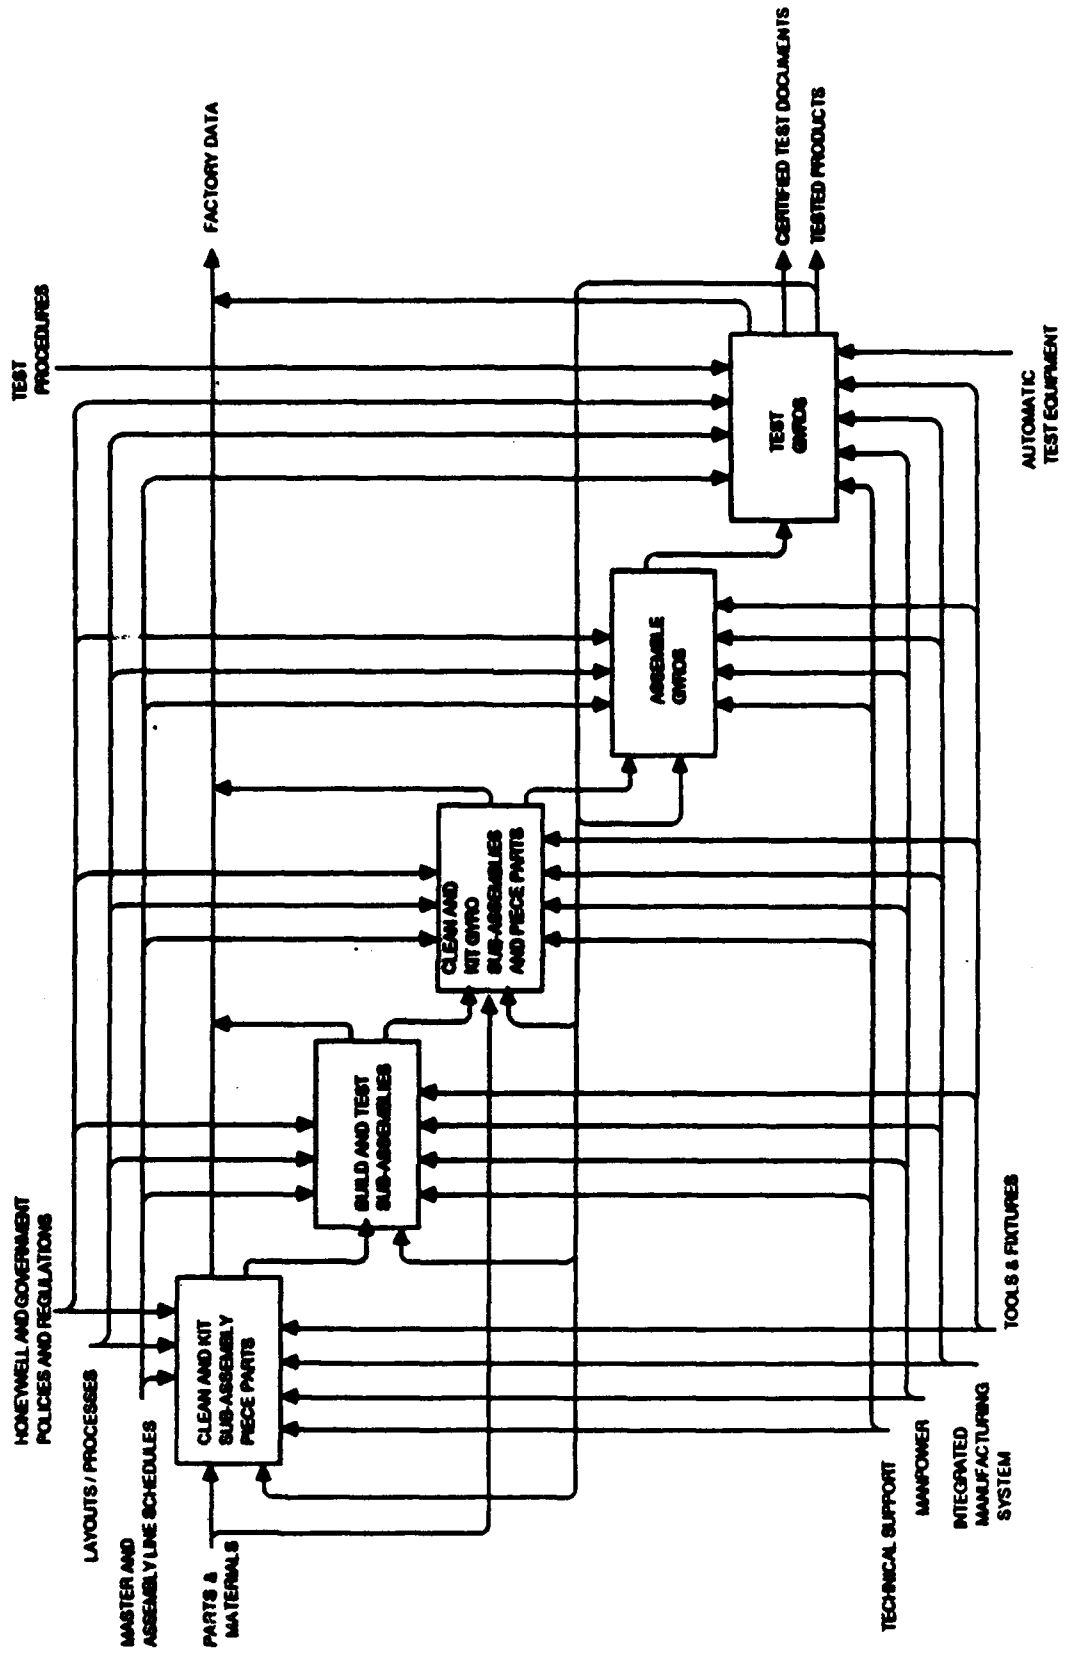 HONEYWELL AND GOVERNMENT
POLICIES AND REGULATIONS
LAYOUTS / PROCESSES
MASTER AND
ASSEMBLY LINE SCHEDULES
TEST
PROCEDURES
PARTS &
MATERIALS
CLEAN AND KIT
SUB-ASSEMBLY
PIECE PARTS
BUILD AND TEST
SUB-ASSEMBLIES
CLEAN AND
KIT GYRO
SUB-ASSEMBLIES
AND PIECE PARTS
ASSEMBLE
GYROS
TEST
GYROS
FACTORY DATA
CERTIFIED TEST DOCUMENTS
TESTED PRODUCTS
TECHNICAL SUPPORT
MANPOWER
INTEGRATED
MANUFACTURING
SYSTEM
TOOLS & FIXTURES
AUTOMATIC
TEST EQUIPMENT